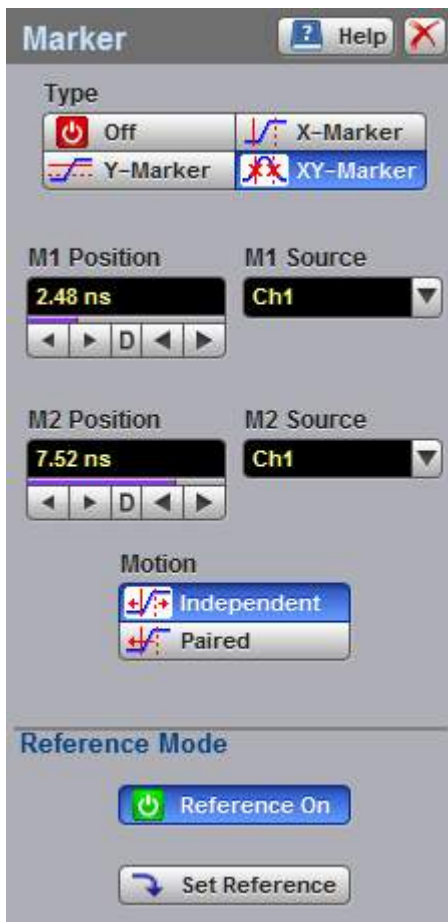 Marker
? Help
Type
Off X-Marker
Y-Marker XY-Marker
M1 Position M1 Source
2.48 ns Ch1
D
M2 Position M2 Source
7.52 ns Ch1
D
Motion
Independent
Paired
Reference Mode
Reference On
Set Reference